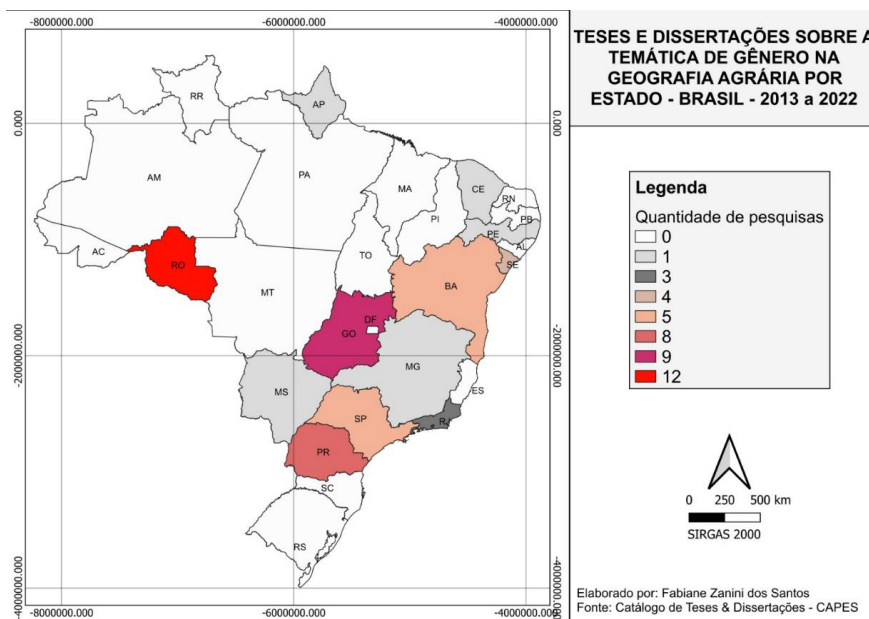 -8000000.000
-6000000.000
-4000000.000
TESES E DISSERTAÇÕES SOBRE A
TEMÁTICA DE GÊNERO NA
GEOGRAFIA AGRÁRIA POR
ESTADO - BRASIL - 2013 a 2022
0.000
0.000
RR
AP
AM
PA
MA
CE
RN
PB
PI
PE
AL
AC
TO
SE
RO
BA
MT
DF
GO
-2000000.000
-2000000.000
MG
ES
MS
SP
RJ
PR
SC
RS
-4000000.000
-4000000.000
-8000000.000
-6000000.000
-4000000.000
Legenda
Quantidade de pesquisas
0
1
3
4
5
8
9
12
0 250 500 km
SIRGAS 2000
Elaborado por: Fabiane Zanini dos Santos
Fonte: Catálogo de Teses & Dissertações - CAPES